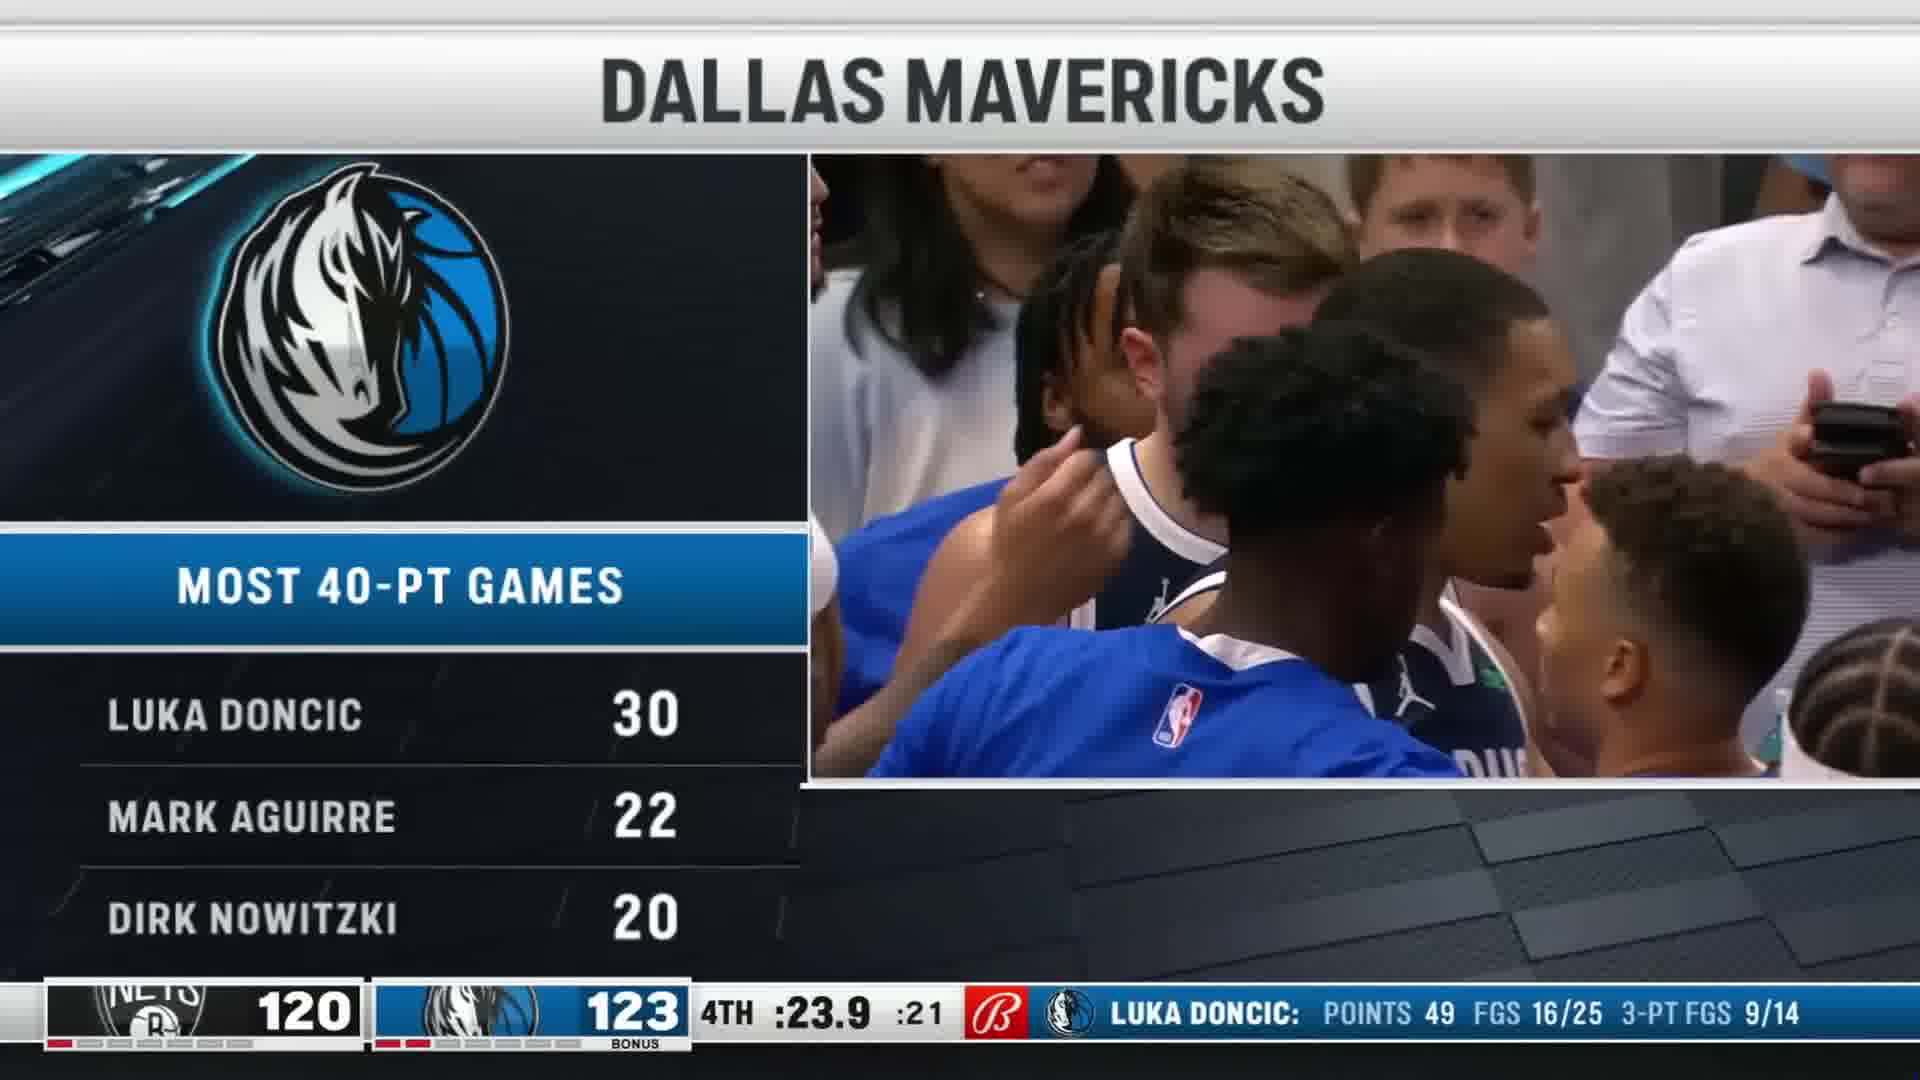 DALLAS MAVERICKS
MOST 40-PT GAMES
LUKA DONCIC 30
MARK AGUIRRE 22
DIRK NOWITZKI 20
NETS B 120 123 BONUS 4TH :23.9 :21 B LUKA DONCIC: POINTS 49 FGS 16/25 3-PT FGS 9/14